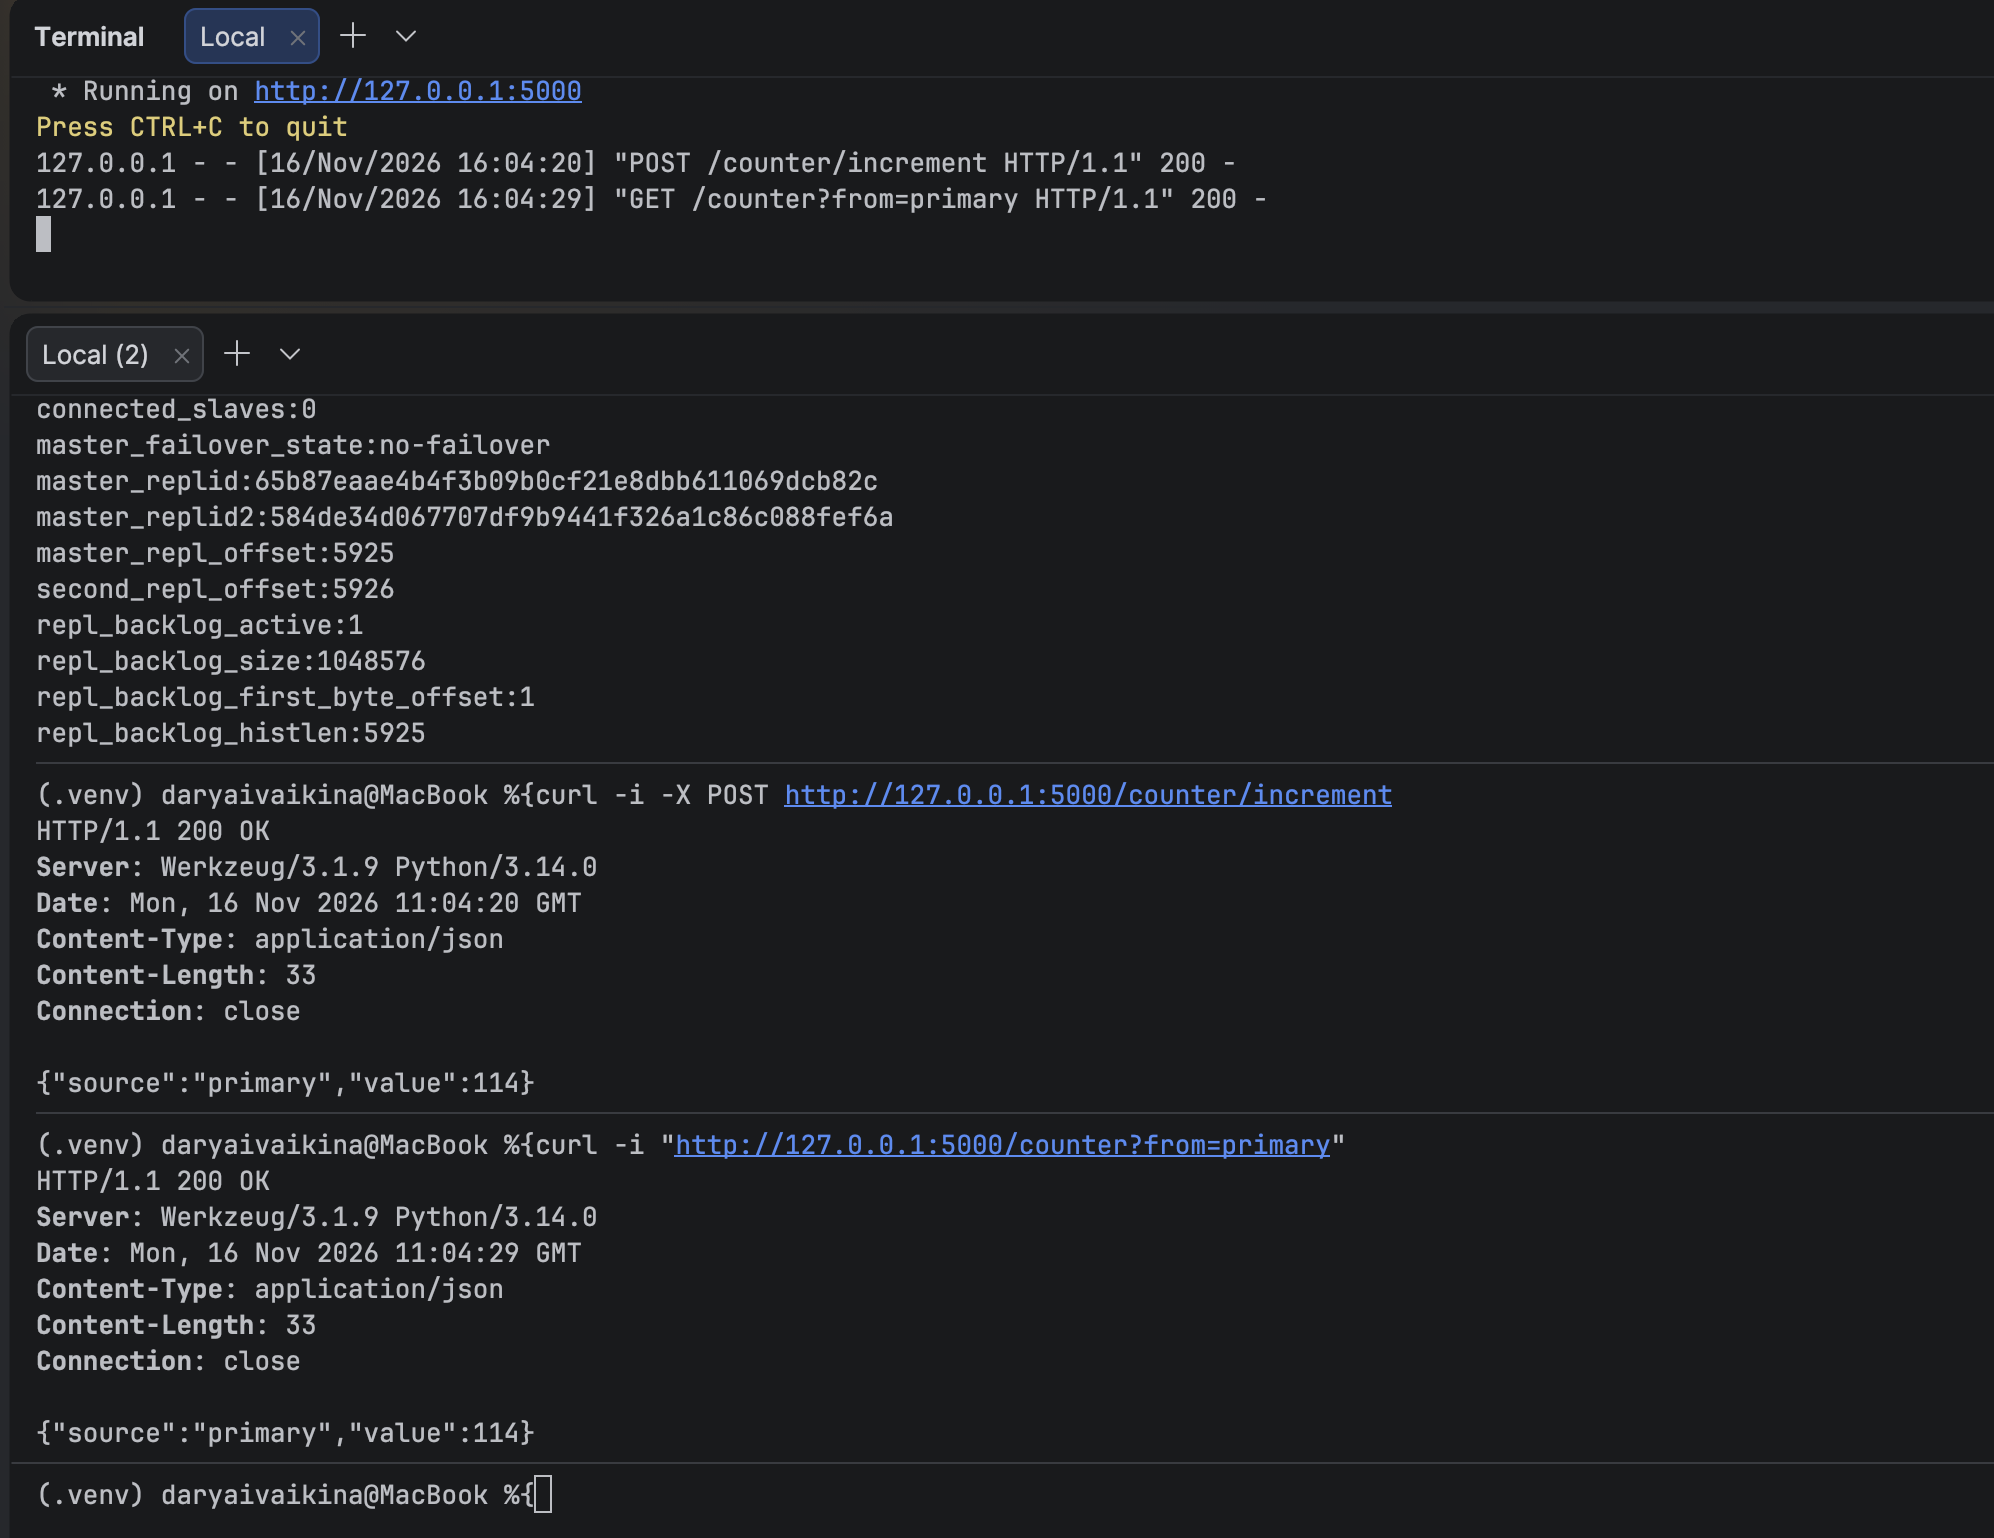 Terminal Local
* Running on http://127.0.0.1:5000
Press CTRL+C to quit
127.0.0.1 - - [16/Nov/2026 16:04:20] "POST /counter/increment HTTP/1.1" 200 -
127.0.0.1 - - [16/Nov/2026 16:04:29] "GET /counter?from=primary HTTP/1.1" 200 -
Local (2)
connected_slaves:0
master_failover_state:no-failover
master_replid:65b87eaae4b4f3b09b0cf21e8dbb611069dcb82c
master_replid2:584de34d067707df9b9441f326a1c86c088fef6a
master_repl_offset:5925
second_repl_offset:5926
repl_backlog_active:1
repl_backlog_size:1048576
repl_backlog_first_byte_offset:1
repl_backlog_histlen:5925
(.venv) daryaivaikina@MacBook %{curl -i -X POST http://127.0.0.1:5000/counter/increment
HTTP/1.1 200 OK
Server: Werkzeug/3.1.9 Python/3.14.0
Date: Mon, 16 Nov 2026 11:04:20 GMT
Content-Type: application/json
Content-Length: 33
Connection: close
{"source":"primary","value":114}
(.venv) daryaivaikina@MacBook %{curl -i "http://127.0.0.1:5000/counter?from=primary"
HTTP/1.1 200 OK
Server: Werkzeug/3.1.9 Python/3.14.0
Date: Mon, 16 Nov 2026 11:04:29 GMT
Content-Type: application/json
Content-Length: 33
Connection: close
{"source":"primary","value":114}
(.venv) daryaivaikina@MacBook %{